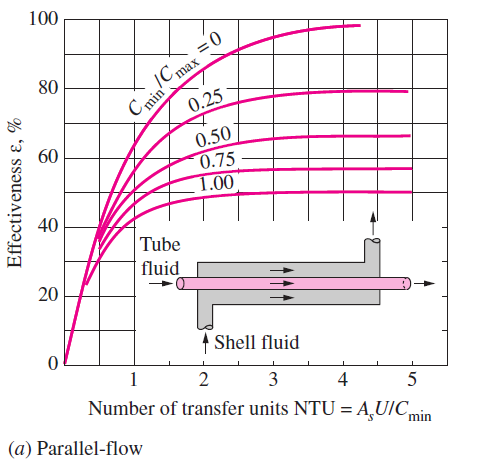 100
80
60
40
20
0
Effectiveness ε, %
C_min/C_max = 0
0.25
0.50
0.75
1.00
Tube
fluid
Shell fluid
1 2 3 4 5
Number of transfer units NTU = A_sU/C_min
(a) Parallel-flow